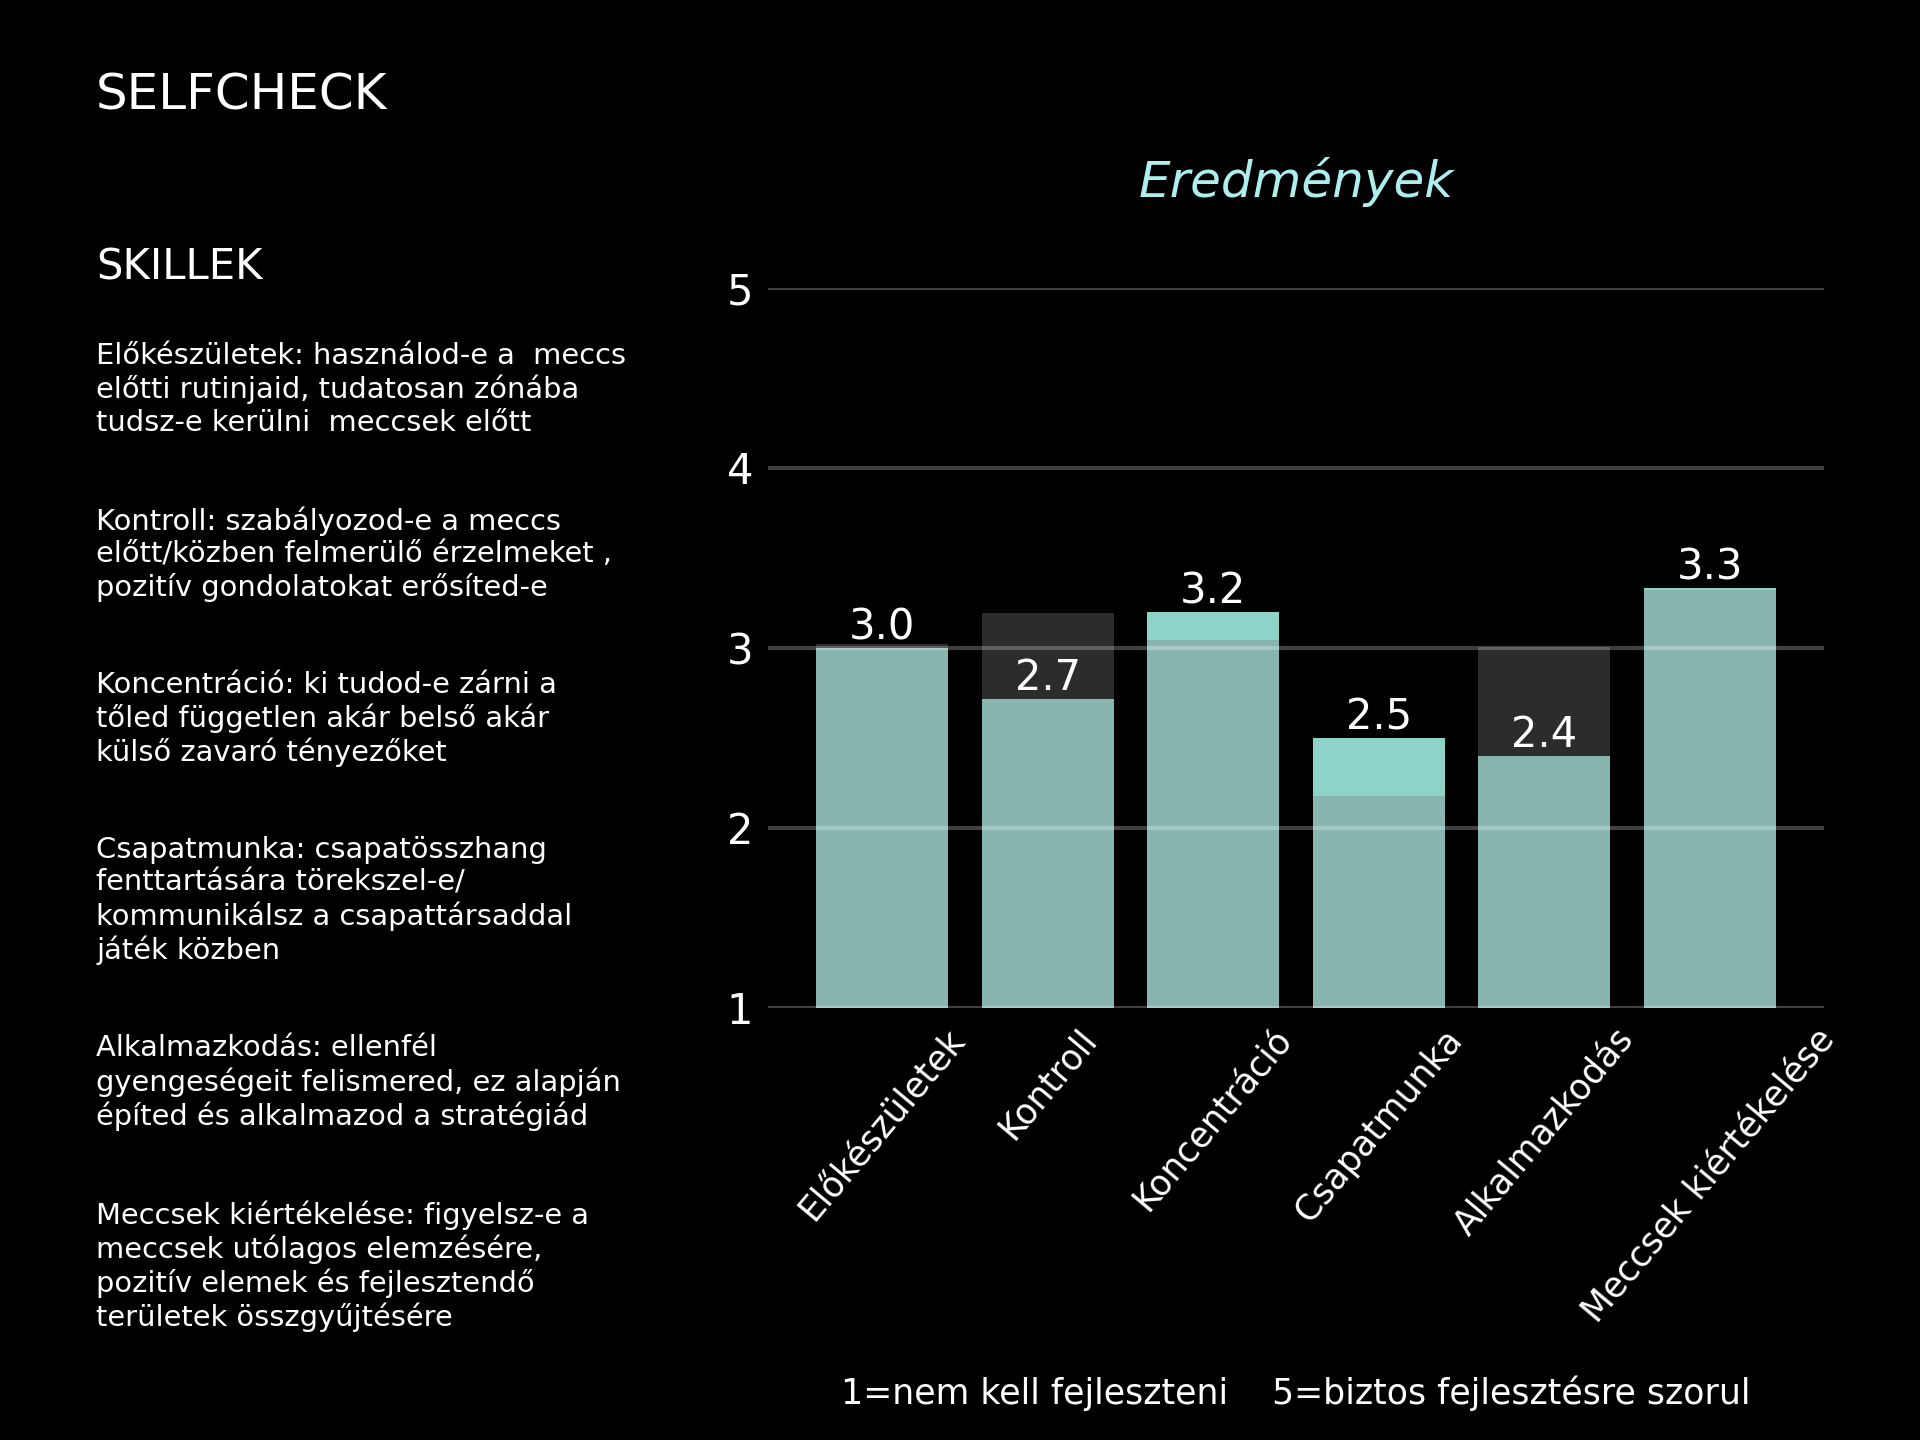 SELFCHECK
SKILLEK
Előkészületek: használod-e a  meccs
előtti rutinjaid, tudatosan zónába
tudsz-e kerülni  meccsek előtt
Kontroll: szabályozod-e a meccs
előtt/közben felmerülő érzelmeket ,
pozitív gondolatokat erősíted-e
Koncentráció: ki tudod-e zárni a
tőled független akár belső akár
külső zavaró tényezőket
Csapatmunka: csapatösszhang
fenttartására törekszel-e/
kommunikálsz a csapattársaddal
játék közben
Alkalmazkodás: ellenfél
gyengeségeit felismered, ez alapján
építed és alkalmazod a stratégiád
Meccsek kiértékelése: figyelsz-e a
meccsek utólagos elemzésére,
pozitív elemek és fejlesztendő
területek összgyűjtésére
Eredmények
5
4
3
2
1
3.0
2.7
3.2
2.5
2.4
3.3
Előkészületek
Kontroll
Koncentráció
Csapatmunka
Alkalmazkodás
Meccsek kiértékelése
1=nem kell fejleszteni    5=biztos fejlesztésre szorul